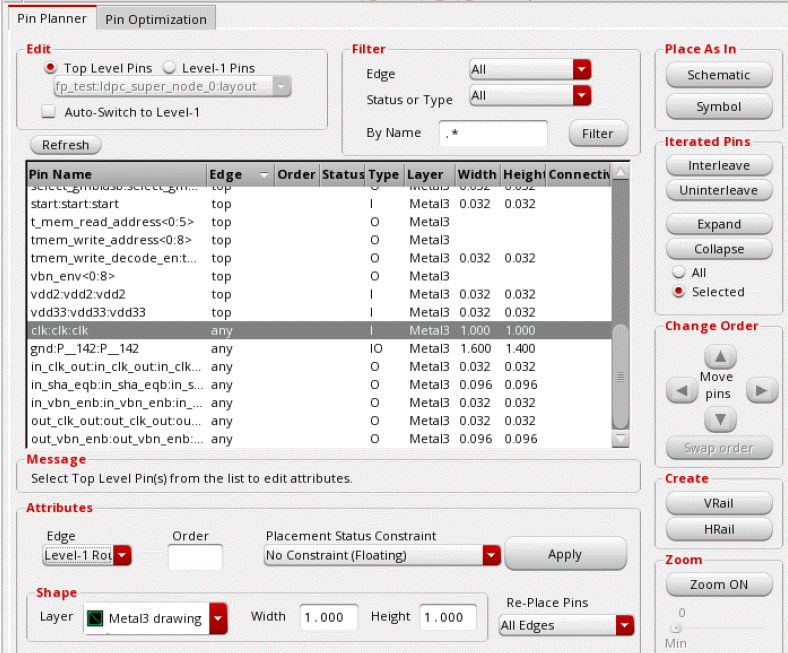 Pin Planner Pin Optimization
Edit
Top Level Pins Level-1 Pins
fp_test:ldpc_super_node_0:layout
Auto-Switch to Level-1
Refresh
Filter
Edge All
Status or Type All
By Name .* Filter
Place As In
Schematic
Symbol
Iterated Pins
Interleave
Uninterleave
Expand
Collapse
All
Selected
Pin Name Edge Order Status Type Layer Width Height Connectiv
top O Metal3 0.032 0.032
start:start:start top I Metal3 0.032 0.032
t_mem_read_address<0:5> top O Metal3
tmem_write_address<0:8> top O Metal3
tmem_write_decode_en:t... top O Metal3 0.032 0.032
vbn_env<0:8> top O Metal3
vdd2:vdd2:vdd2 top I Metal3 0.032 0.032
vdd33:vdd33:vdd33 top I Metal3 0.032 0.032
clk:clk:clk any I Metal3 1.000 1.000
gnd:P__142:P__142 any IO Metal3 1.600 1.400
in_clk_out:in_clk_out:in_clk... any O Metal3 0.032 0.032
in_sha_eqb:in_sha_eqb:in_s... any O Metal3 0.096 0.096
in_vbn_enb:in_vbn_enb:in_... any O Metal3 0.032 0.032
out_clk_out:out_clk_out:ou... any O Metal3 0.032 0.032
out_vbn_enb:out_vbn_enb:... any O Metal3 0.096 0.096
Change Order
Move
pins
Swap order
Message
Select Top Level Pin(s) from the list to edit attributes.
Create
VRail
HRail
Attributes
Edge Order Placement Status Constraint
Level-1 Rou No Constraint (Floating) Apply
Shape
Layer Metal3 drawing Width 1.000 Height 1.000
Re-Place Pins
All Edges
Zoom
Zoom ON
0
Min